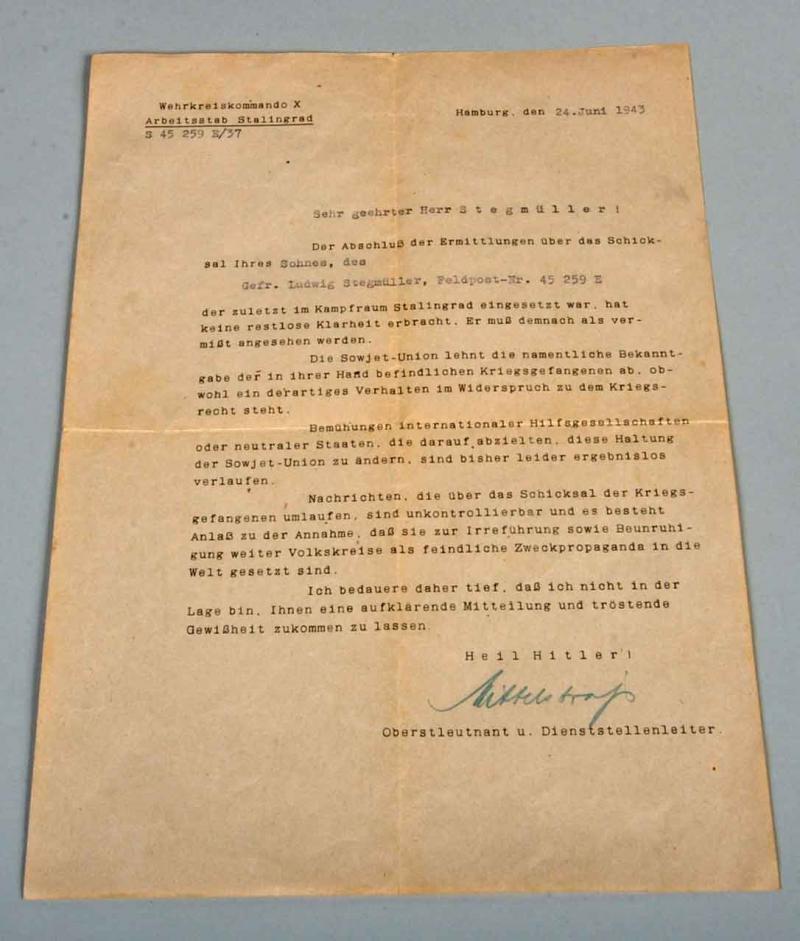 Wehrkreiskommando X
Arbeitsstab Stalingrad
S 45 259 E/37
Hamburg, den 24.Juni 1943
Sehr geehrter Herr S t e g m ü l l e r !
Der Abschluß der Ermittlungen über das Schick-
sal Ihres Sohnes, des
Gefr. Ludwig Stegmüller, Feldpost-Nr. 45 259 E
der zuletzt im Kampfraum Stalingrad eingesetzt war, hat
keine restlose Klarheit erbracht. Er muß demnach als ver-
mißt angesehen werden.
Die Sowjet-Union lehnt die namentliche Bekannt-
gabe der in ihrer Hand befindlichen Kriegsgefangenen ab, ob-
wohl ein derartiges Verhalten im Widerspruch zu dem Kriegs-
recht steht.
Bemühungen internationaler Hilfsgesellschaften
oder neutraler Staaten, die darauf abzielten, diese Haltung
der Sowjet-Union zu ändern, sind bisher leider ergebnislos
verlaufen.
Nachrichten, die über das Schicksal der Kriegs-
gefangenen umlaufen, sind unkontrollierbar und es besteht
Anlaß zu der Annahme, daß sie zur Irreführung sowie Beunruhi-
gung weiter Volkskreise als feindliche Zweckpropaganda in die
Welt gesetzt sind.
Ich bedauere daher tief, daß ich nicht in der
Lage bin, Ihnen eine aufklärende Mitteilung und tröstende
Gewißheit zukommen zu lassen.
H e i l H i t l e r !
Mittelstraß
Oberstleutnant u. Dienststellenleiter.